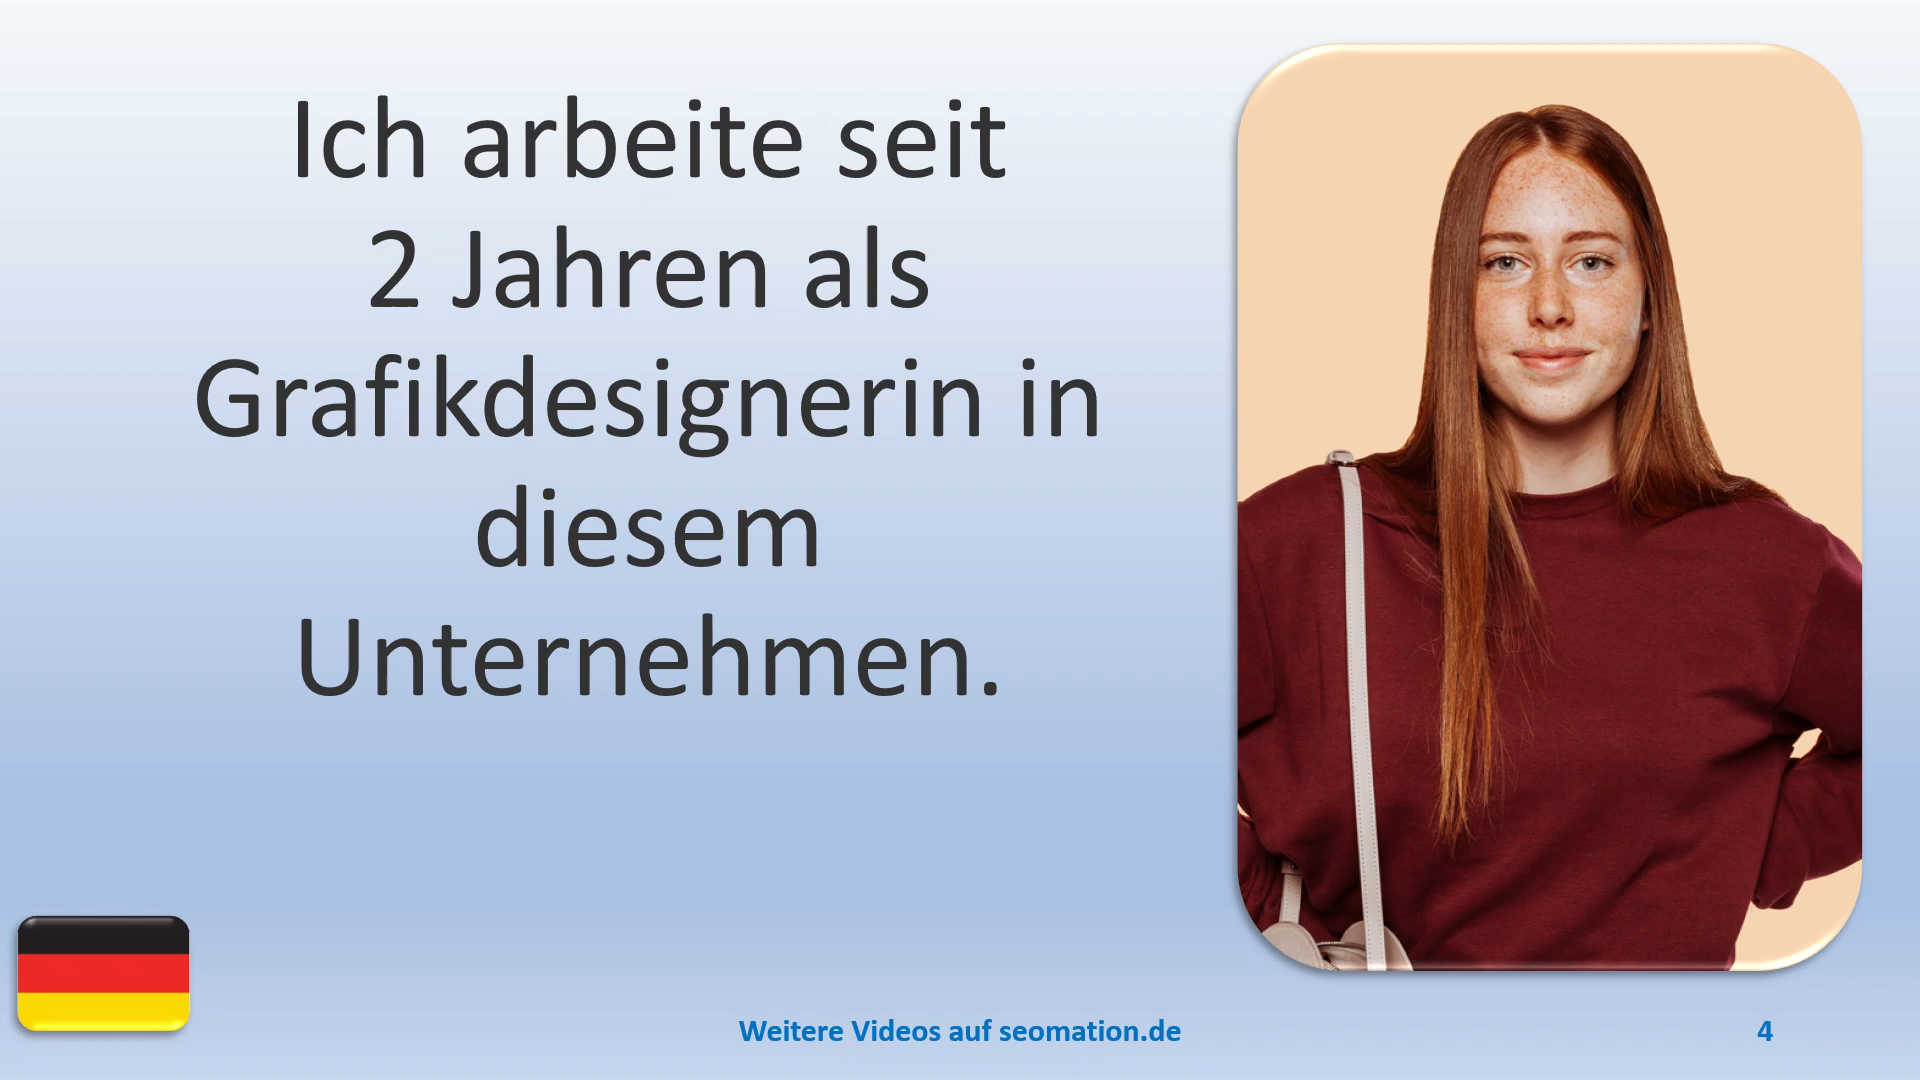 Ich arbeite seit
2 Jahren als
Grafikdesignerin in
diesem
Unternehmen.
Weitere Videos auf seomation.de
4